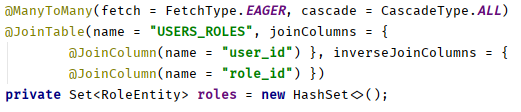 @ManyToMany(fetch = FetchType.EAGER, cascade = CascadeType.ALL)
@JoinTable(name = "USERS_ROLES", joinColumns = {
        @JoinColumn(name = "user_id") }, inverseJoinColumns = {
        @JoinColumn(name = "role_id") })
private Set<RoleEntity> roles = new HashSet<>();